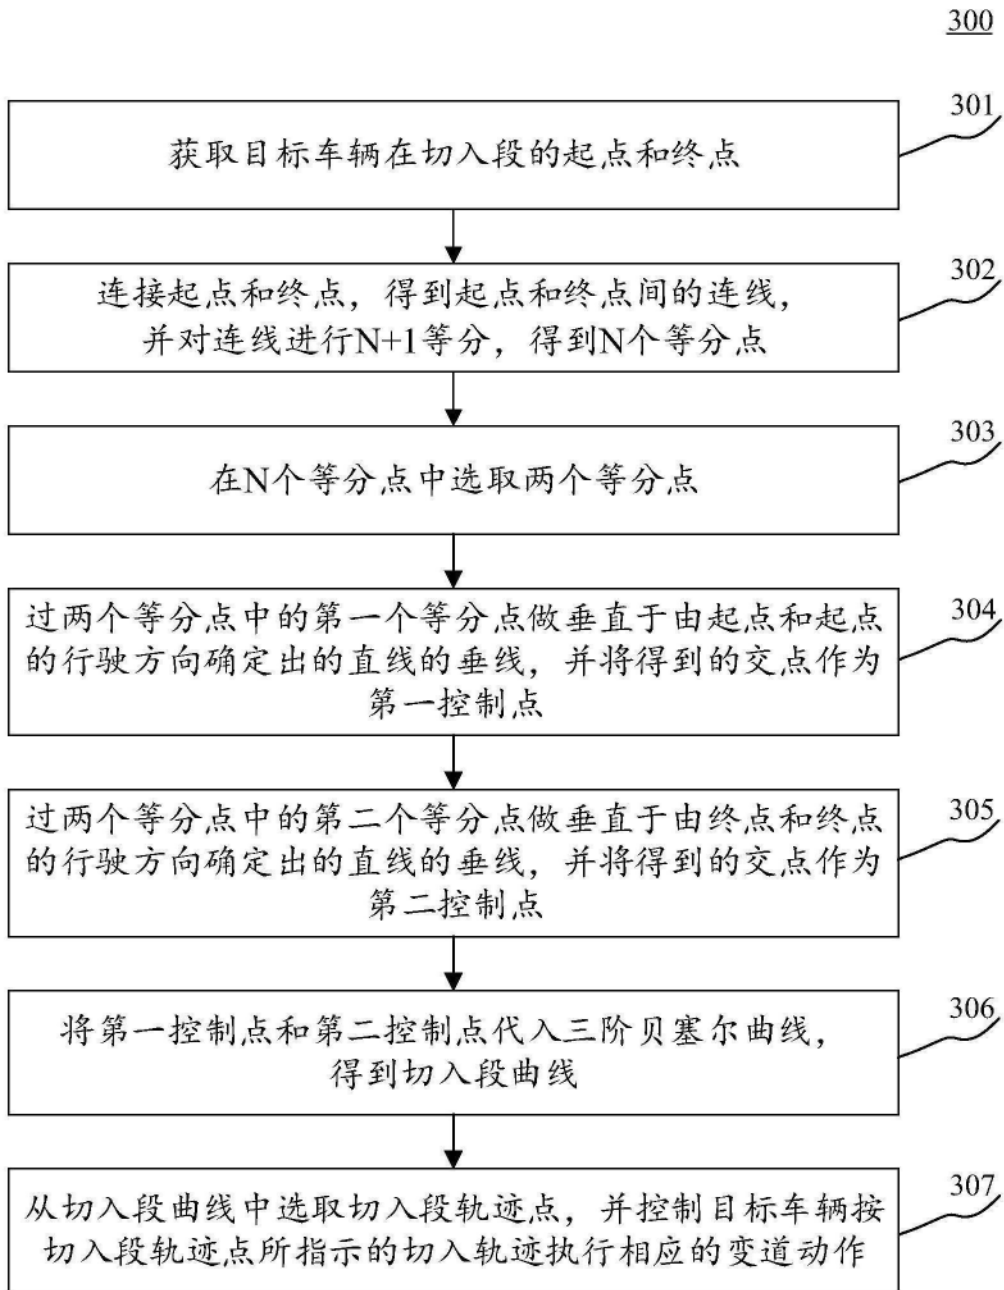 300
301
获取目标车辆在切入段的起点和终点
302
连接起点和终点，得到起点和终点间的连线，
并对连线进行N+1等分，得到N个等分点
303
在N个等分点中选取两个等分点
304
过两个等分点中的第一个等分点做垂直于由起点和起点
的行驶方向确定出的直线的垂线，并将得到的交点作为
第一控制点
305
过两个等分点中的第二个等分点做垂直于由终点和终点
的行驶方向确定出的直线的垂线，并将得到的交点作为
第二控制点
306
将第一控制点和第二控制点代入三阶贝塞尔曲线，
得到切入段曲线
307
从切入段曲线中选取切入段轨迹点，并控制目标车辆按
切入段轨迹点所指示的切入轨迹执行相应的变道动作